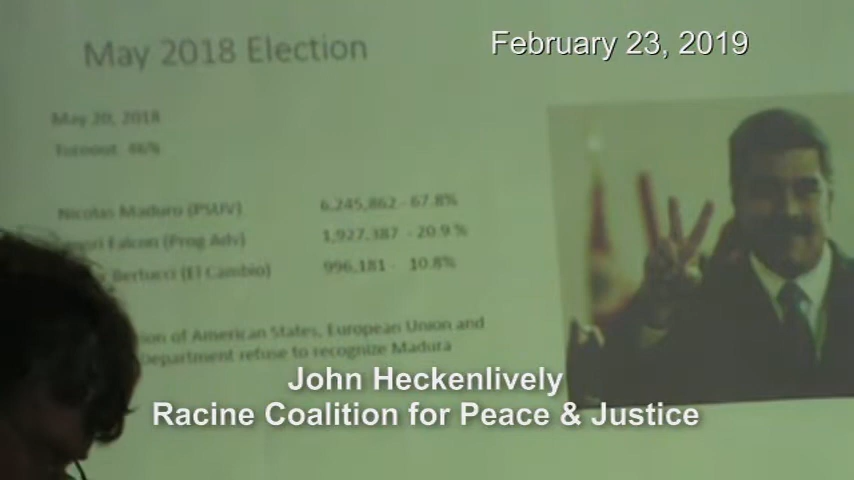 May 2018 Election
February 23, 2019
May 20, 2018
Turnout 46%
Nicolas Maduro (PSUV) 6,245,862 - 67.8%
Falcon (Prog Adv) 1,927,387 - 20.9 %
Bertucci (El Cambio) 996,181 - 10.8%
of American States, European Union and
Department refuse to recognize Madura
John Heckenlively
Racine Coalition for Peace & Justice